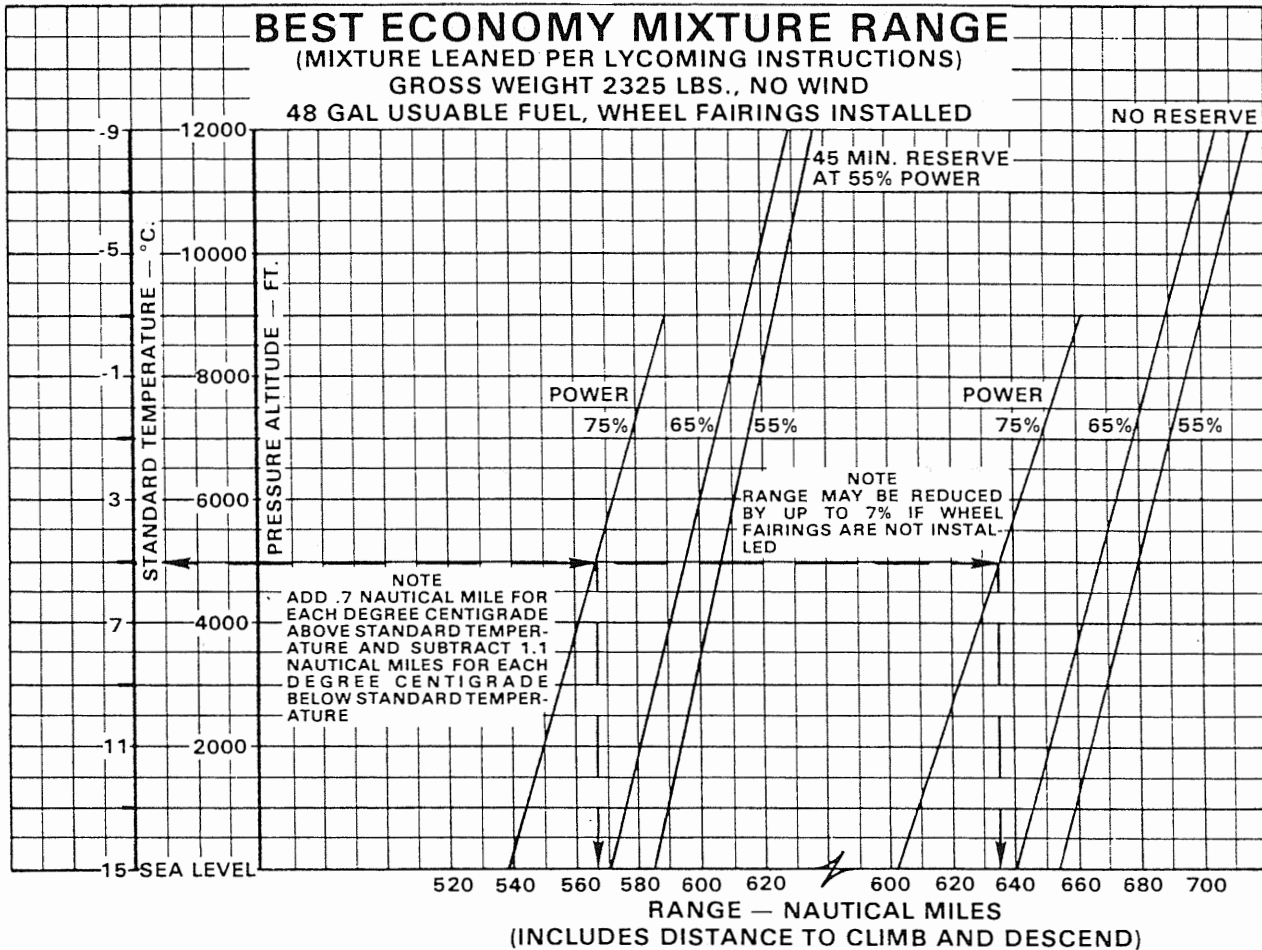 BEST ECONOMY MIXTURE RANGE
(MIXTURE LEANED PER LYCOMING INSTRUCTIONS)
GROSS WEIGHT 2325 LBS., NO WIND
48 GAL USUABLE FUEL, WHEEL FAIRINGS INSTALLED
NO RESERVE
-9
12000
45 MIN. RESERVE
AT 55% POWER
-5
10000
STANDARD TEMPERATURE — °C.
PRESSURE ALTITUDE — FT.
-1
8000
POWER
75%
65%
55%
POWER
75%
65%
55%
3
6000
NOTE
RANGE MAY BE REDUCED
BY UP TO 7% IF WHEEL
FAIRINGS ARE NOT INSTAL-
LED
NOTE
ADD .7 NAUTICAL MILE FOR
EACH DEGREE CENTIGRADE
ABOVE STANDARD TEMPER-
ATURE AND SUBTRACT 1.1
NAUTICAL MILES FOR EACH
DEGREE CENTIGRADE
BELOW STANDARD TEMPER-
ATURE
7
4000
11
2000
15
SEA LEVEL
520 540 560 580 600 620 600 620 640 660 680 700
RANGE — NAUTICAL MILES
(INCLUDES DISTANCE TO CLIMB AND DESCEND)